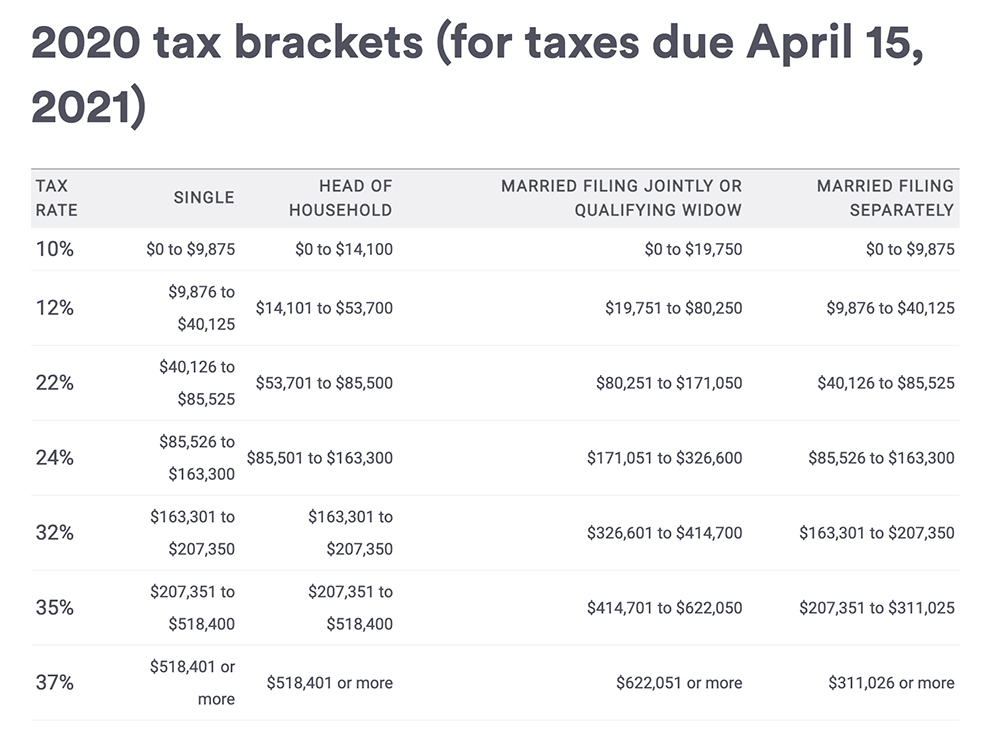 2020 tax brackets (for taxes due April 15,
2021)
TAX RATE SINGLE HEAD OF HOUSEHOLD MARRIED FILING JOINTLY OR QUALIFYING WIDOW MARRIED FILING SEPARATELY
10% $0 to $9,875 $0 to $14,100 $0 to $19,750 $0 to $9,875
12% $9,876 to $40,125 $14,101 to $53,700 $19,751 to $80,250 $9,876 to $40,125
22% $40,126 to $85,525 $53,701 to $85,500 $80,251 to $171,050 $40,126 to $85,525
24% $85,526 to $163,300 $85,501 to $163,300 $171,051 to $326,600 $85,526 to $163,300
32% $163,301 to $207,350 $163,301 to $207,350 $326,601 to $414,700 $163,301 to $207,350
35% $207,351 to $518,400 $207,351 to $518,400 $414,701 to $622,050 $207,351 to $311,025
37% $518,401 or more $518,401 or more $622,051 or more $311,026 or more